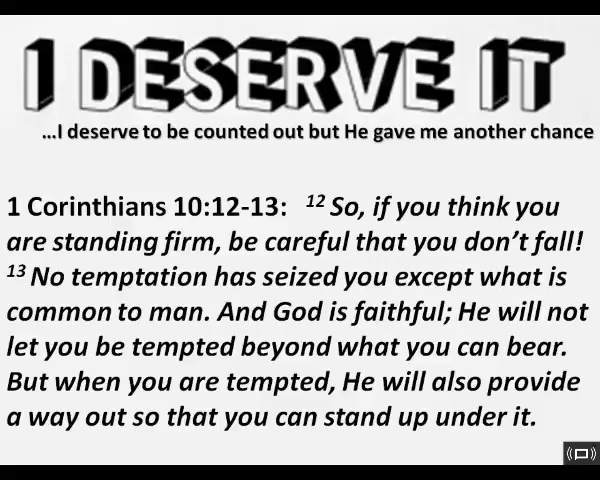 I DESERVE IT
...I deserve to be counted out but He gave me another chance
1 Corinthians 10:12-13: 12 So, if you think you
are standing firm, be careful that you don't fall!
13 No temptation has seized you except what is
common to man. And God is faithful; He will not
let you be tempted beyond what you can bear.
But when you are tempted, He will also provide
a way out so that you can stand up under it.